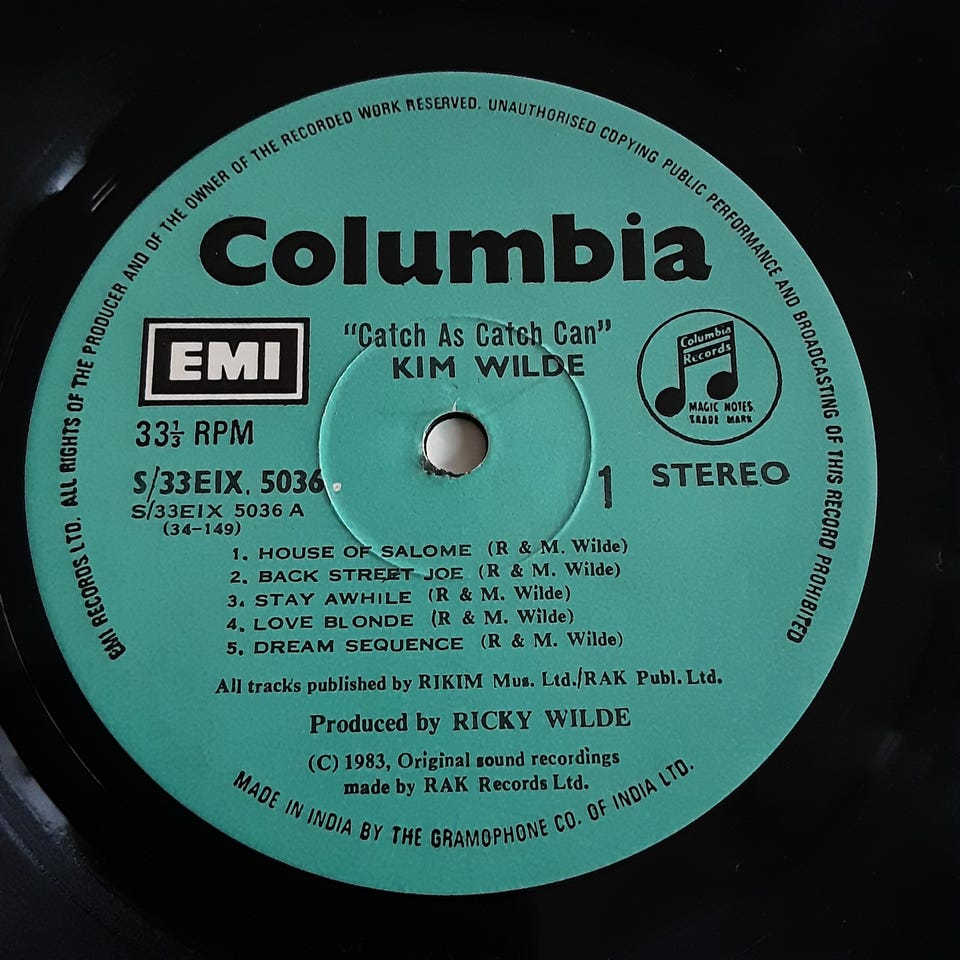 EMI RECORDS LTD. ALL RIGHTS OF THE PRODUCER AND OF THE OWNER OF THE RECORDED WORK RESERVED. UNAUTHORISED COPYING PUBLIC PERFORMANCE AND BROADCASTING OF THIS RECORD PROHIBITED
Columbia
EMI
"Catch As Catch Can"
KIM WILDE
Columbia
Records
MAGIC NOTES
TRADE MARK
33⅓ RPM
S/33EIX. 5036
1
STEREO
S/33EIX 5036 A
(34-149)
1. HOUSE OF SALOME (R & M. Wilde)
2. BACK STREET JOE (R & M. Wilde)
3. STAY AWHILE (R & M. Wilde)
4. LOVE BLONDE (R & M. Wilde)
5. DREAM SEQUENCE (R & M. Wilde)
All tracks published by RIKIM Mus. Ltd./RAK Publ. Ltd.
Produced by RICKY WILDE
(C) 1983, Original sound recordings
made by RAK Records Ltd.
MADE IN INDIA BY THE GRAMOPHONE CO. OF INDIA LTD.